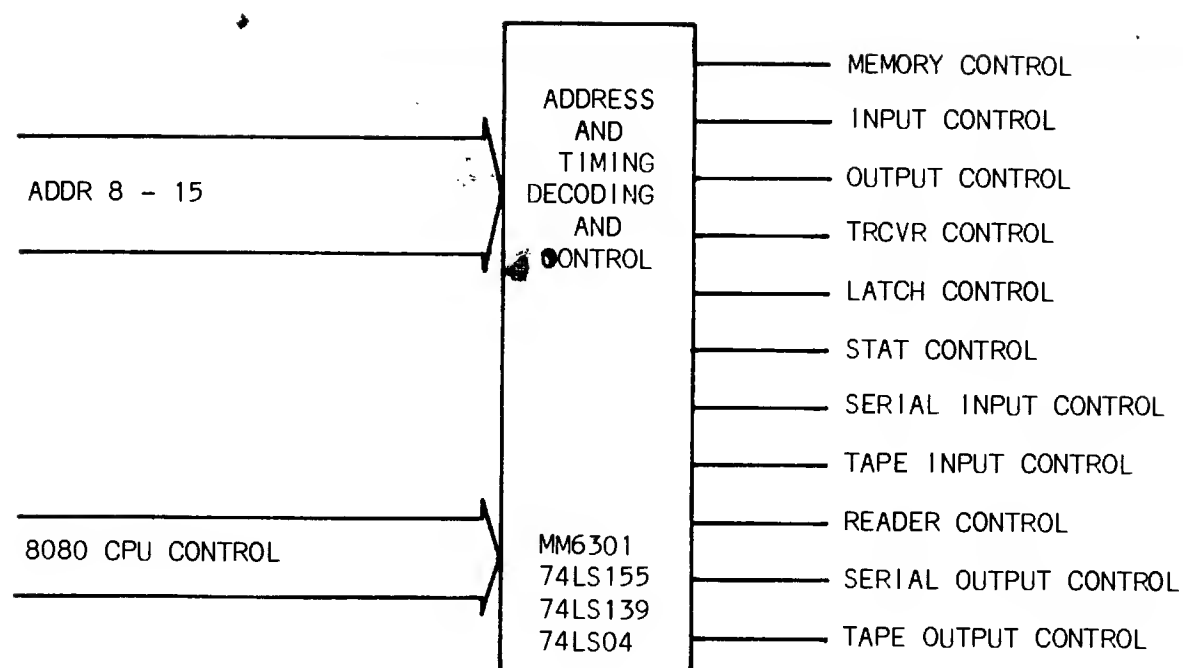 ADDR 8 - 15
8080 CPU CONTROL
ADDRESS
AND
TIMING
DECODING
AND
CONTROL
MM6301
74LS155
74LS139
74LS04
MEMORY CONTROL
INPUT CONTROL
OUTPUT CONTROL
TRCVR CONTROL
LATCH CONTROL
STAT CONTROL
SERIAL INPUT CONTROL
TAPE INPUT CONTROL
READER CONTROL
SERIAL OUTPUT CONTROL
TAPE OUTPUT CONTROL